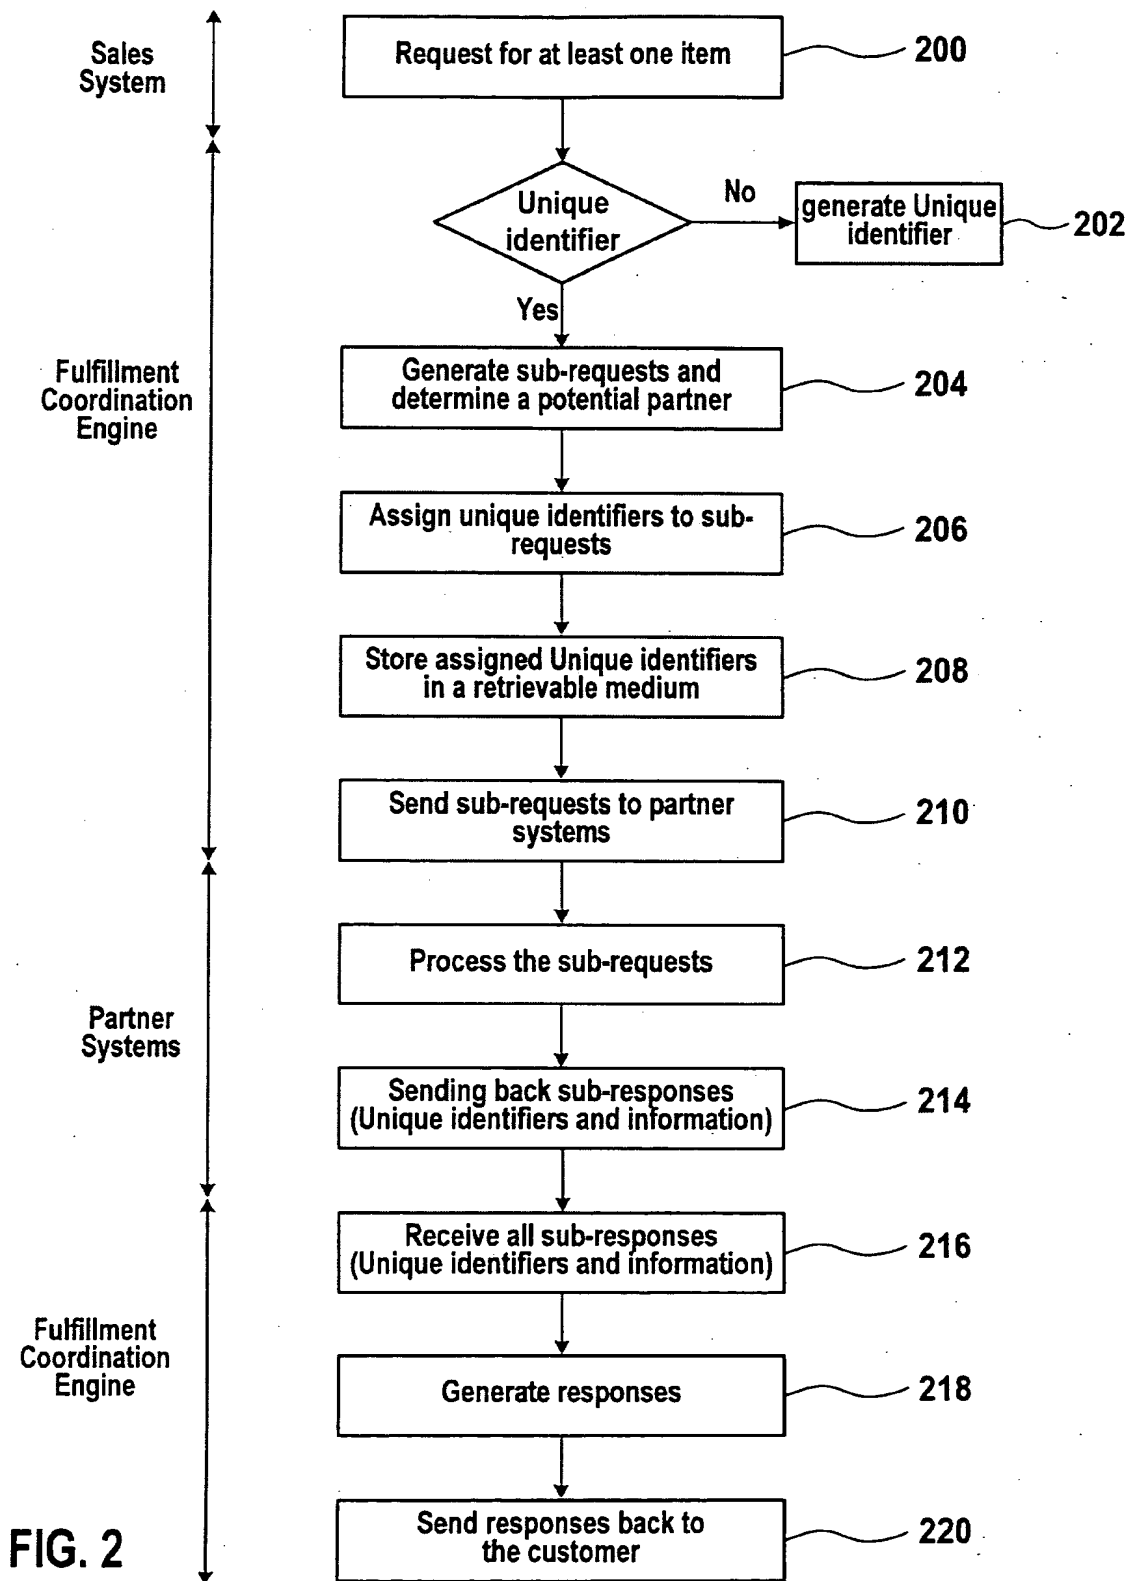 Sales
System
Request for at least one item
200
Unique
identifier
No
generate Unique
identifier
202
Yes
Fulfillment
Coordination
Engine
Generate sub-requests and
determine a potential partner
204
Assign unique identifiers to sub-
requests
206
Store assigned Unique identifiers
in a retrievable medium
208
Send sub-requests to partner
systems
210
Process the sub-requests
212
Partner
Systems
Sending back sub-responses
(Unique identifiers and information)
214
Receive all sub-responses
(Unique identifiers and information)
216
Fulfillment
Coordination
Engine
Generate responses
218
Send responses back to
the customer
220
FIG. 2